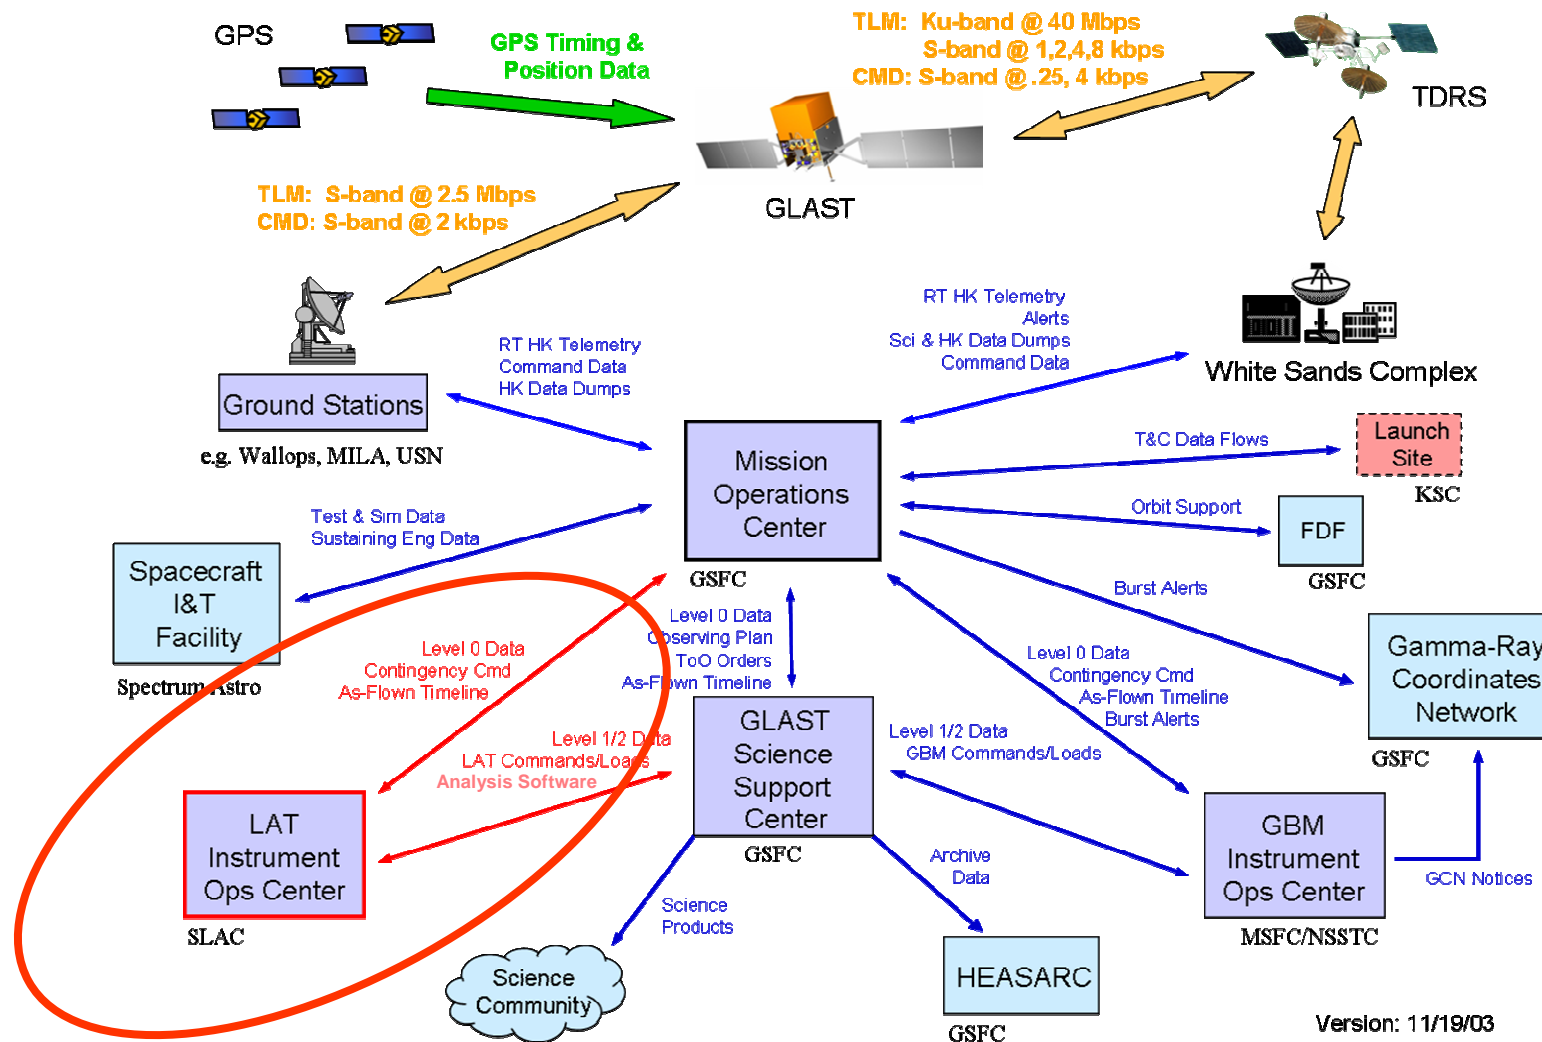 GPS
GPS Timing &
Position Data
TLM: Ku-band @ 40 Mbps
S-band @ 1,2,4,8 kbps
CMD: S-band @ .25, 4 kbps
TDRS
GLAST
TLM: S-band @ 2.5 Mbps
CMD: S-band @ 2 kbps
RT HK Telemetry
Command Data
HK Data Dumps
RT HK Telemetry
Alerts
Sci & HK Data Dumps
Command Data
White Sands Complex
Ground Stations
e.g. Wallops, MILA, USN
Mission
Operations
Center
GSFC
T&C Data Flows
Launch
Site
KSC
Orbit Support
FDF
GSFC
Test & Sim Data
Sustaining Eng Data
Spacecraft
I&T
Facility
Spectrum Astro
Burst Alerts
Gamma-Ray
Coordinates
Network
GSFC
Level 0 Data
Contingency Cmd
As-Flown Timeline
Level 0 Data
Observing Plan
ToO Orders
As-Flown Timeline
Level 0 Data
Contingency Cmd
As-Flown Timeline
Burst Alerts
Level 1/2 Data
LAT Commands/Loads
Analysis Software
GLAST
Science
Support
Center
GSFC
Level 1/2 Data
GBM Commands/Loads
LAT
Instrument
Ops Center
SLAC
GBM
Instrument
Ops Center
MSFC/NSSTC
GCN Notices
Science
Products
Archive
Data
Science
Community
HEASARC
GSFC
Version: 11/19/03